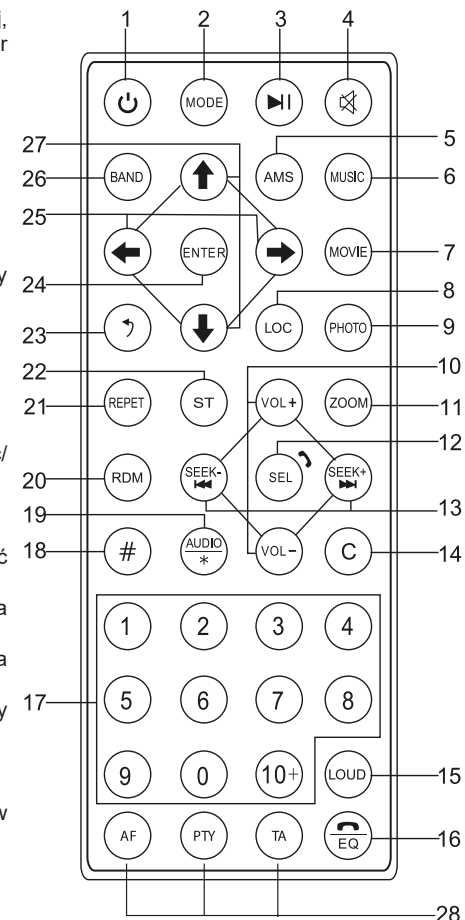 1 2 3 4
j,
r
MODE
27 5
26 BAND AMS MUSIC 6
25
ENTER MOVIE 7
y 24
8
23 LOC PHOTO 9
22 10
21 REPET ST VOL+ ZOOM 11
12
c/
20 RDM SEEK- SEL SEEK+
19 13
18 # AUDIO VOL- C 14
ć *
a
1 2 3 4
a
17 5 6 7 8
y
9 0 10+ LOUD 15
w
AF PTY TA EQ 16
28